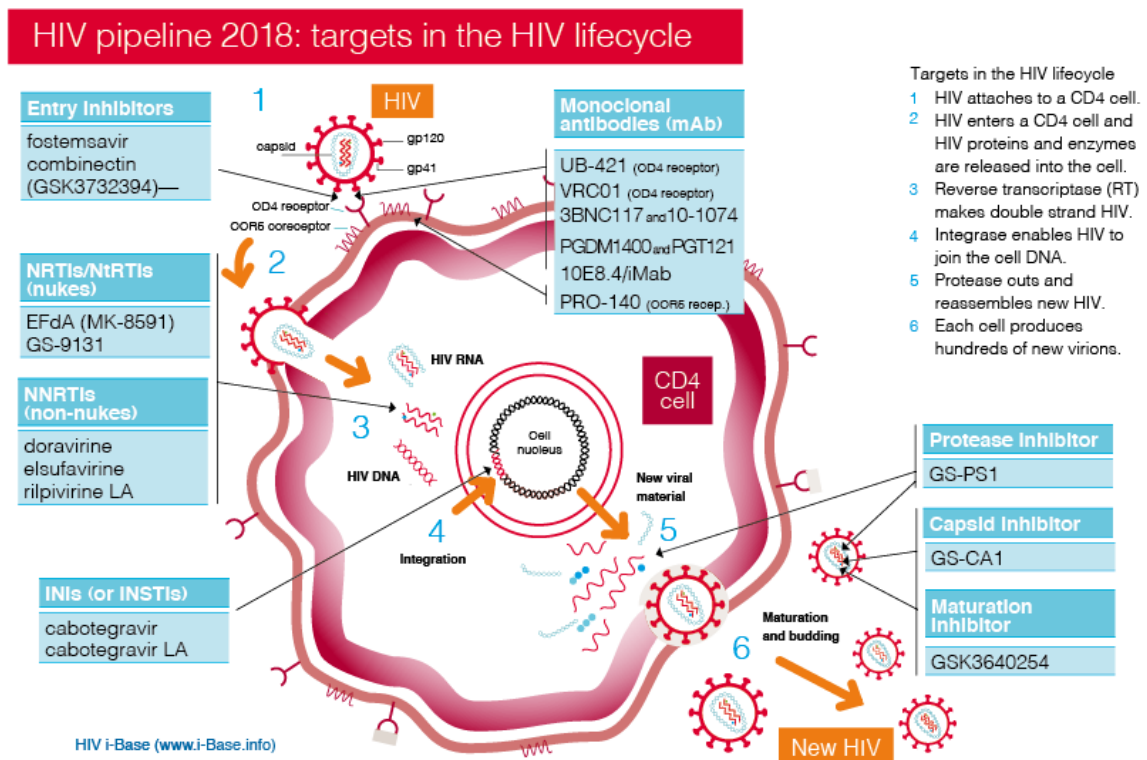 HIV pipeline 2018: targets in the HIV lifecycle
Entry Inhibitors
fostemsavir
combinectin
(GSK3732394)—
1
HIV
capsid
gp120
gp41
OD4 receptor
OOR6 coreceptor
Monoclonal
antibodies (mAb)
UB-421 (OD4 receptor)
VRC01 (OD4 receptor)
3BNC117 and 10-1074
PGDM1400 and PGT121
10E8.4/iMab
PRO-140 (OOR5 recep.)
Targets in the HIV lifecycle
1 HIV attaches to a CD4 cell.
2 HIV enters a CD4 cell and
HIV proteins and enzymes
are released into the cell.
3 Reverse transcriptase (RT)
makes double strand HIV.
4 Integrase enables HIV to
join the cell DNA.
5 Protease cuts and
reassembles new HIV.
6 Each cell produces
hundreds of new virions.
2
NRTIs/NtRTIs
(nukes)
EFdA (MK-8591)
GS-9131
NNRTIs
(non-nukes)
doravirine
elsufavirine
rilpivirine LA
HIV RNA
3
HIV DNA
CD4
cell
Cell
nucleus
4
Integration
New viral
material
5
INIs (or INSTIs)
cabotegravir
cabotegravir LA
Protease Inhibitor
GS-PS1
Capsid Inhibitor
GS-CA1
Maturation
Inhibitor
GSK3640254
Maturation
and budding
6
New HIV
HIV i-Base (www.i-Base.info)